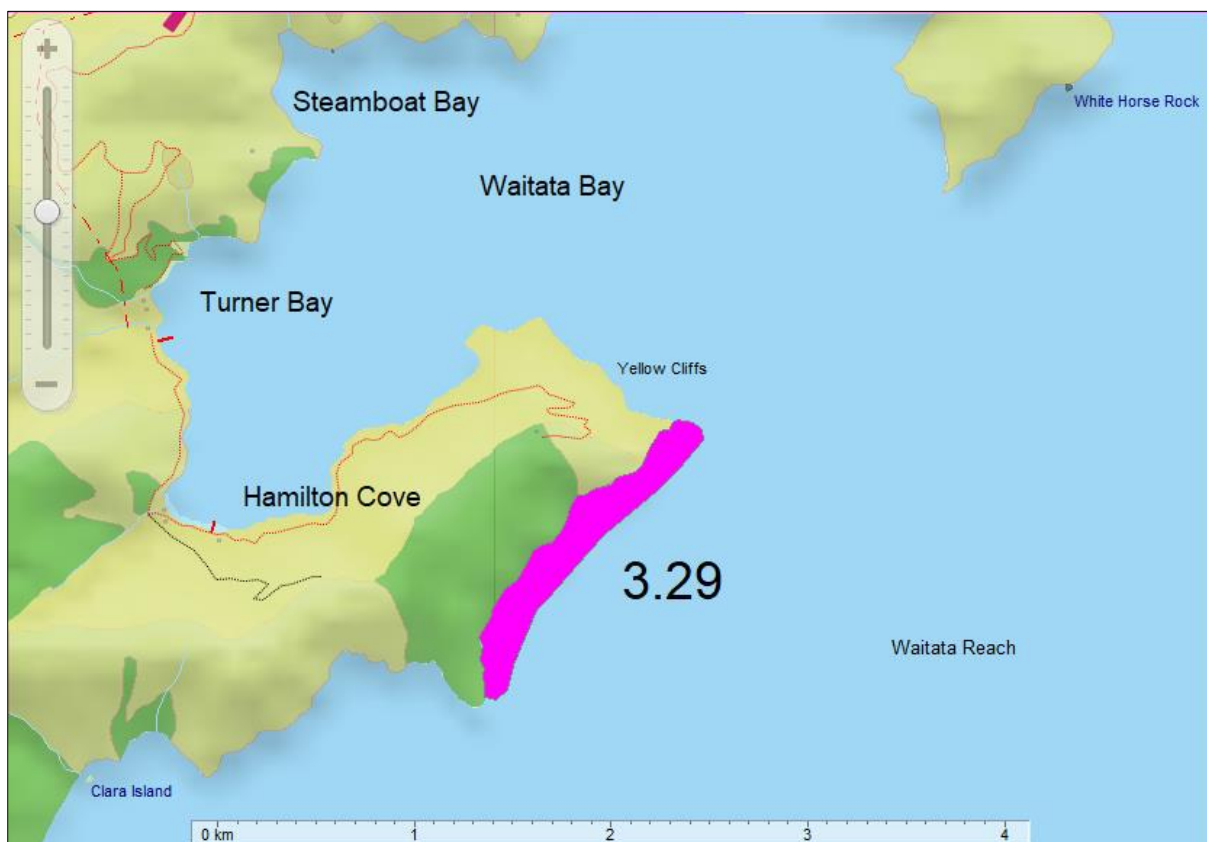 Steamboat Bay
White Horse Rock
Waitata Bay
Turner Bay
Yellow Cliffs
Hamilton Cove
3.29
Waitata Reach
Clara Island
0 km 1 2 3 4